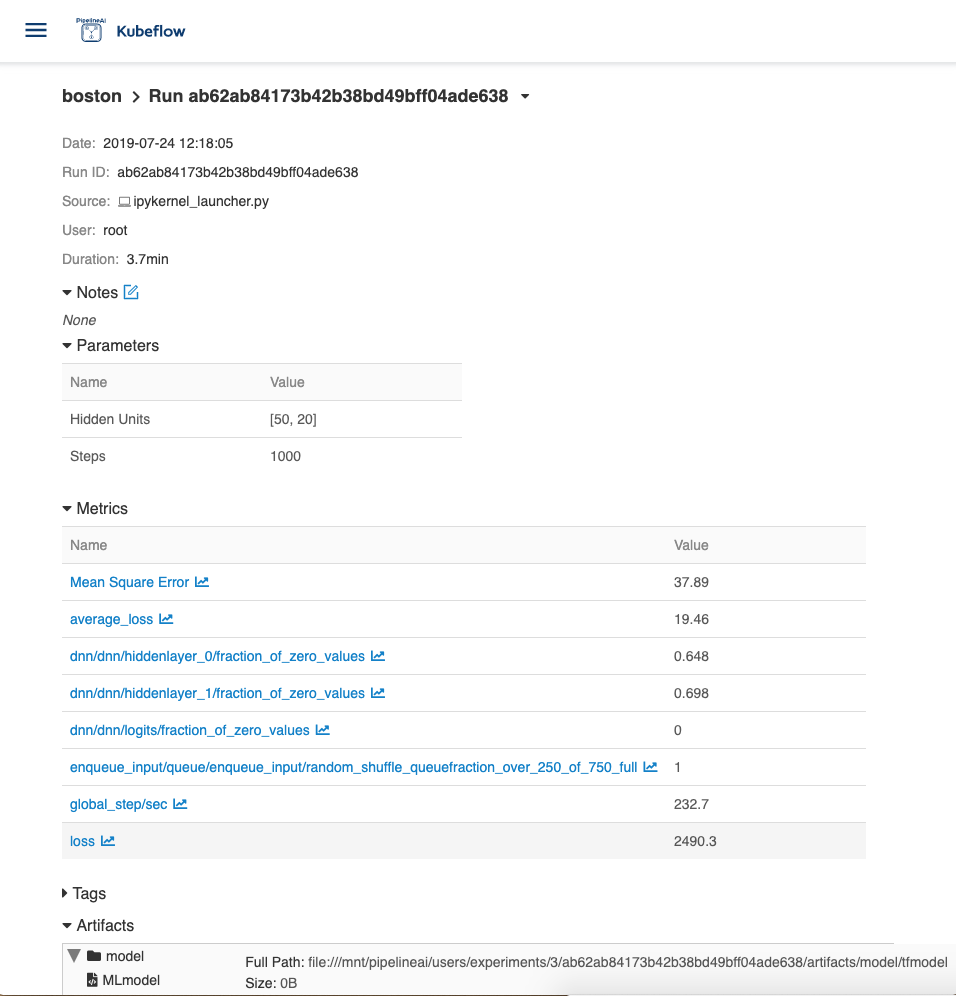 PipelineAI
Kubeflow
boston > Run ab62ab84173b42b38bd49bff04ade638
Date: 2019-07-24 12:18:05
Run ID: ab62ab84173b42b38bd49bff04ade638
Source: ipykernel_launcher.py
User: root
Duration: 3.7min
Notes
None
Parameters
Name Value
Hidden Units [50, 20]
Steps 1000
Metrics
Name Value
Mean Square Error 37.89
average_loss 19.46
dnn/dnn/hiddenlayer_0/fraction_of_zero_values 0.648
dnn/dnn/hiddenlayer_1/fraction_of_zero_values 0.698
dnn/dnn/logits/fraction_of_zero_values 0
enqueue_input/queue/enqueue_input/random_shuffle_queuefraction_over_250_of_750_full 1
global_step/sec 232.7
loss 2490.3
Tags
Artifacts
model
Full Path: file:///mnt/pipelineai/users/experiments/3/ab62ab84173b42b38bd49bff04ade638/artifacts/model/tfmodel
MLmodel
Size: 0B